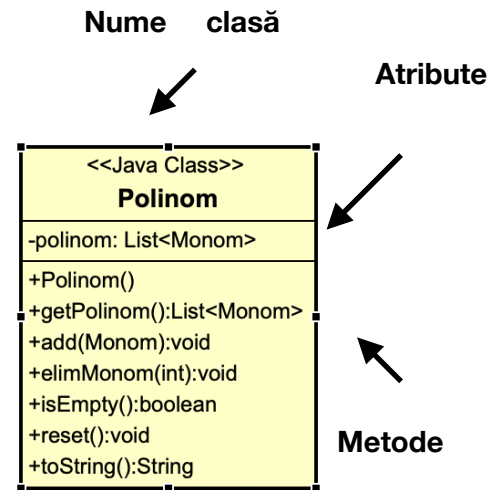 Nume clasă
Atribute
<<Java Class>>
Polinom
-polinom: List<Monom>
+Polinom()
+getPolinom():List<Monom>
+add(Monom):void
+elimMonom(int):void
+isEmpty():boolean
+reset():void
+toString():String
Metode